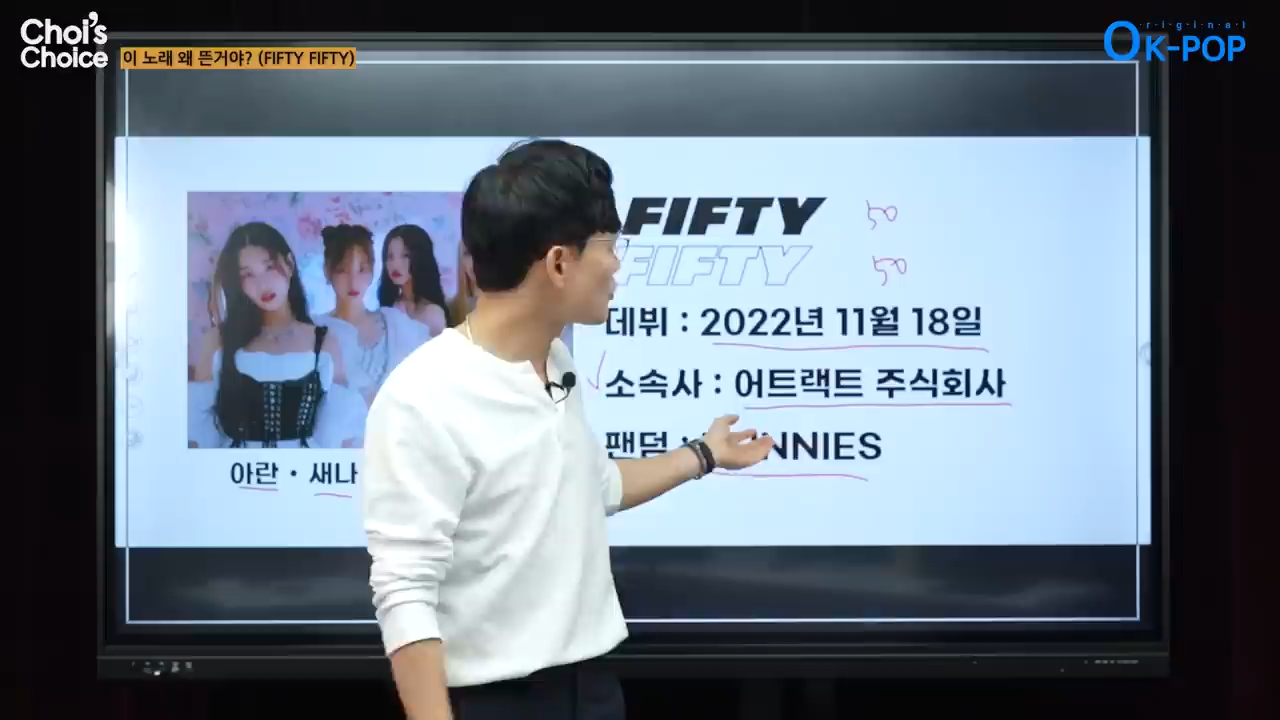 Choi's
Choice
이 노래 왜 뜬거야? (FIFTY FIFTY)
Original
K-POP
FIFTY
50
FIFTY
50
데뷔 : 2022년 11월 18일
소속사 : 어트랙트 주식회사
팬덤 :
아란 · 새나